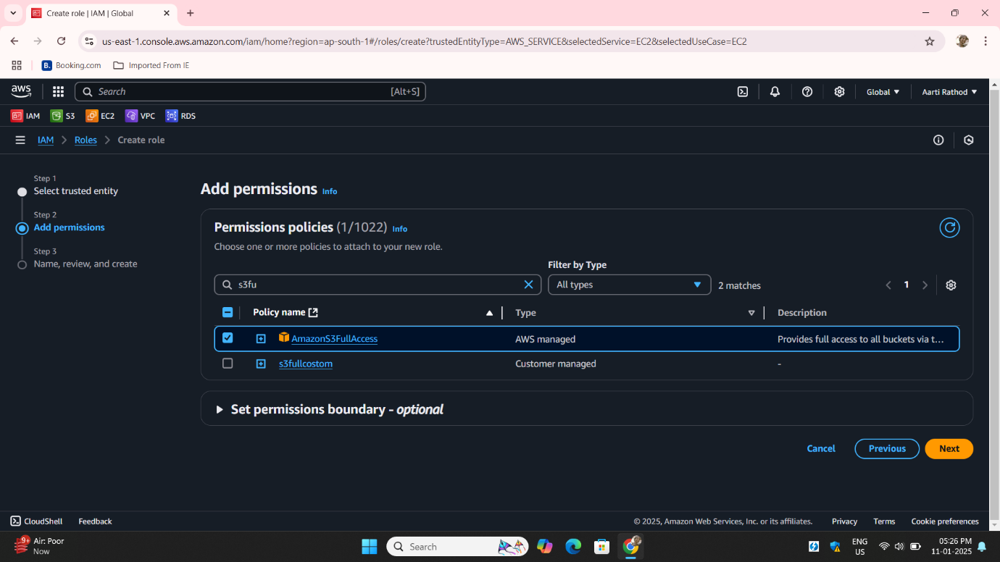 Create role | IAM | Global
us-east-1.console.aws.amazon.com/iam/home?region=ap-south-1#/roles/create?trustedEntityType=AWS_SERVICE&selectedService=EC2&selectedUseCase=EC2
B. Booking.com Imported From IE
aws Search [Alt+S] Global Aarti Rathod
IAM S3 EC2 VPC RDS
IAM Roles Create role
Step 1
Select trusted entity
Step 2
Add permissions
Step 3
Name, review, and create
Add permissions Info
Permissions policies (1/1022) Info
Choose one or more policies to attach to your new role.
Filter by Type
s3fu All types 2 matches 1
Policy name Type Description
AmazonS3FullAccess AWS managed Provides full access to all buckets via t...
s3fullcostom Customer managed -
Set permissions boundary - optional
Cancel Previous Next
CloudShell Feedback © 2025, Amazon Web Services, Inc. or its affiliates. Privacy Terms Cookie preferences
9+ Air: Poor
Now
Search
ENG
US
05:26 PM
11-01-2025